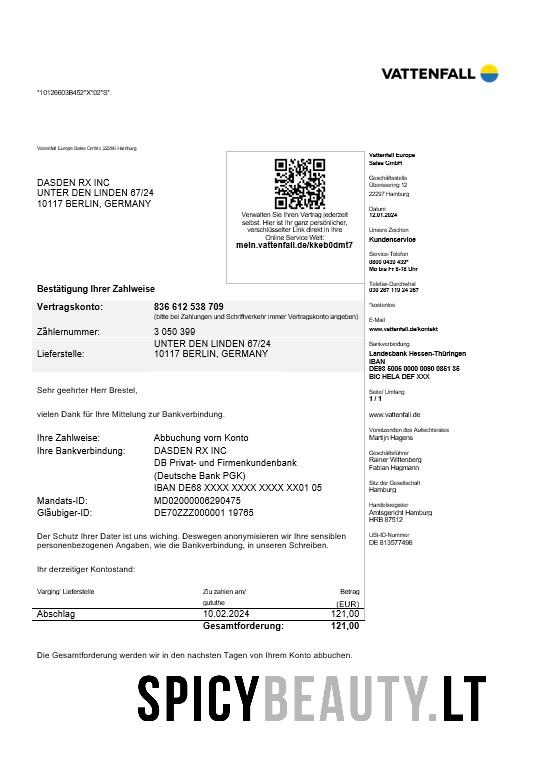 VATTENFALL
*10126603B452*X*02*S*
Vattenfall Europe Sales GmbH, 22286 Hamburg
DASDEN RX INC
UNTER DEN LINDEN 67/24
10117 BERLIN, GERMANY
Verwalten Sie Ihren Vertrag jederzeit
selbst. Hier ist Ihr ganz persönlicher,
verschlüsselter Link direkt in Ihre
Online Service Welt:
mein.vattenfall.de/kkeb0dmt7
Vattenfall Europe
Sales GmbH
Geschäftsstelle
Überseering 12
22297 Hamburg
Datum
12.01.2024
Unsere Zeichen
Kundenservice
Service-Telefon
0800 0439 439*
Mo bis Fr 8-18 Uhr
Telefax-Durchwahl
030 267 119 24 267
*kostenlos
E-Mail
www.vattenfall.de/kontakt
Bankverbindung
Landesbank Hessen-Thüringen
IBAN
DE93 5005 0000 0090 0851 35
BIC HELA DEF XXX
Seite/ Umfang
1 / 1
www.vattenfall.de
Vorsitzenden des Aufsichtsrates
Martijn Hagens
Geschäftsführer
Rainer Wittenberg
Fabian Hagmann
Sitz der Gesellschaft
Hamburg
Handelsregister
Amtsgericht Hamburg
HRB 87512
USt-ID-Nummer
DE 813577496
Bestätigung Ihrer Zahlweise
Vertragskonto: 836 612 538 709
(bitte bei Zahlungen und Schriftverkehr immer Vertragskonto angeben)
Zählernummer: 3 050 399
Lieferstelle: UNTER DEN LINDEN 67/24
10117 BERLIN, GERMANY
Sehr geehrter Herr Brestel,
vielen Dank für Ihre Mitteilung zur Bankverbindung.
Ihre Zahlweise: Abbuchung vorn Konto
Ihre Bankverbindung: DASDEN RX INC
DB Privat- und Firmenkundenbank
(Deutsche Bank PGK)
IBAN DE68 XXXX XXXX XXXX XX01 05
Mandats-ID: MD02000006290475
Gläubiger-ID: DE70ZZZ000001 19765
Der Schutz Ihrer Daten ist uns wichtig. Deswegen anonymisieren wir Ihre sensiblen
personenbezogenen Angaben, wie die Bankverbindung, in unseren Schreiben.
Ihr derzeitiger Kontostand:
Varging' Lieferstelle Ziu zahlen am/ Betrag
gututhe (EUR)
Abschlag 10.02.2024 121,00
Gesamtforderung: 121,00
Die Gesamtforderung werden wir in den nachsten Tagen von Ihrem Konto abbuchen.
SPICYBEAUTY.LT